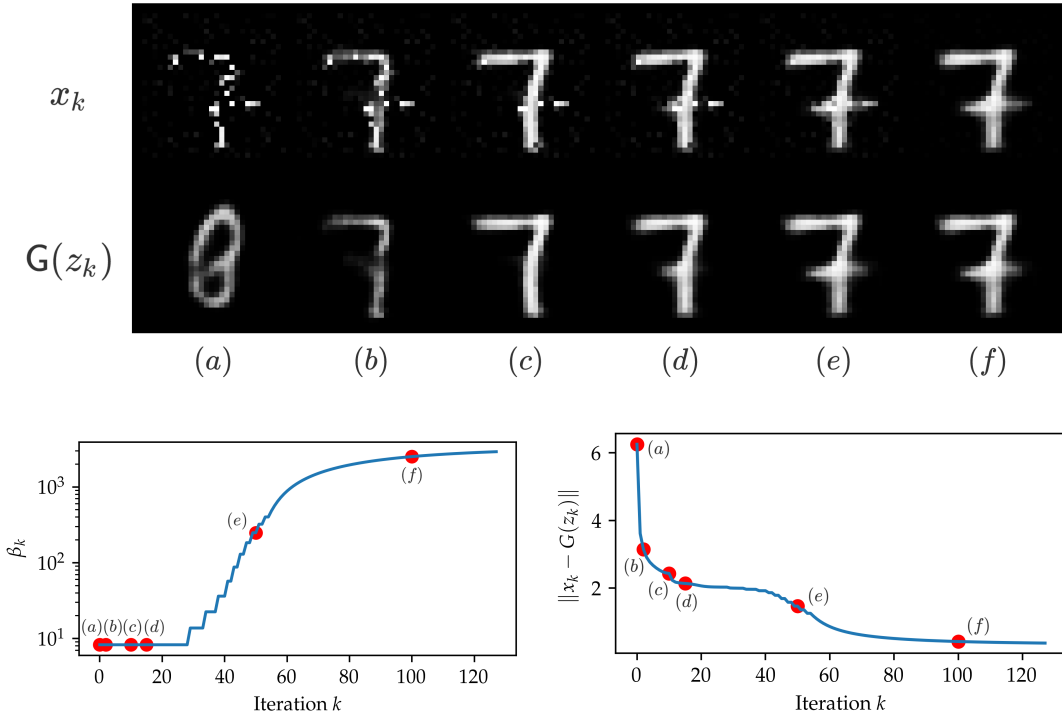 x_k
G(z_k)
(a) (b) (c) (d) (e) (f)
β_k
10^3
10^2
10^1
(a)(b)(c)(d)
(e)
(f)
0 20 40 60 80 100 120
Iteration k
‖x_k − G(z_k)‖
6
4
2
(a)
(b)
(c)
(d)
(e)
(f)
0 20 40 60 80 100 120
Iteration k